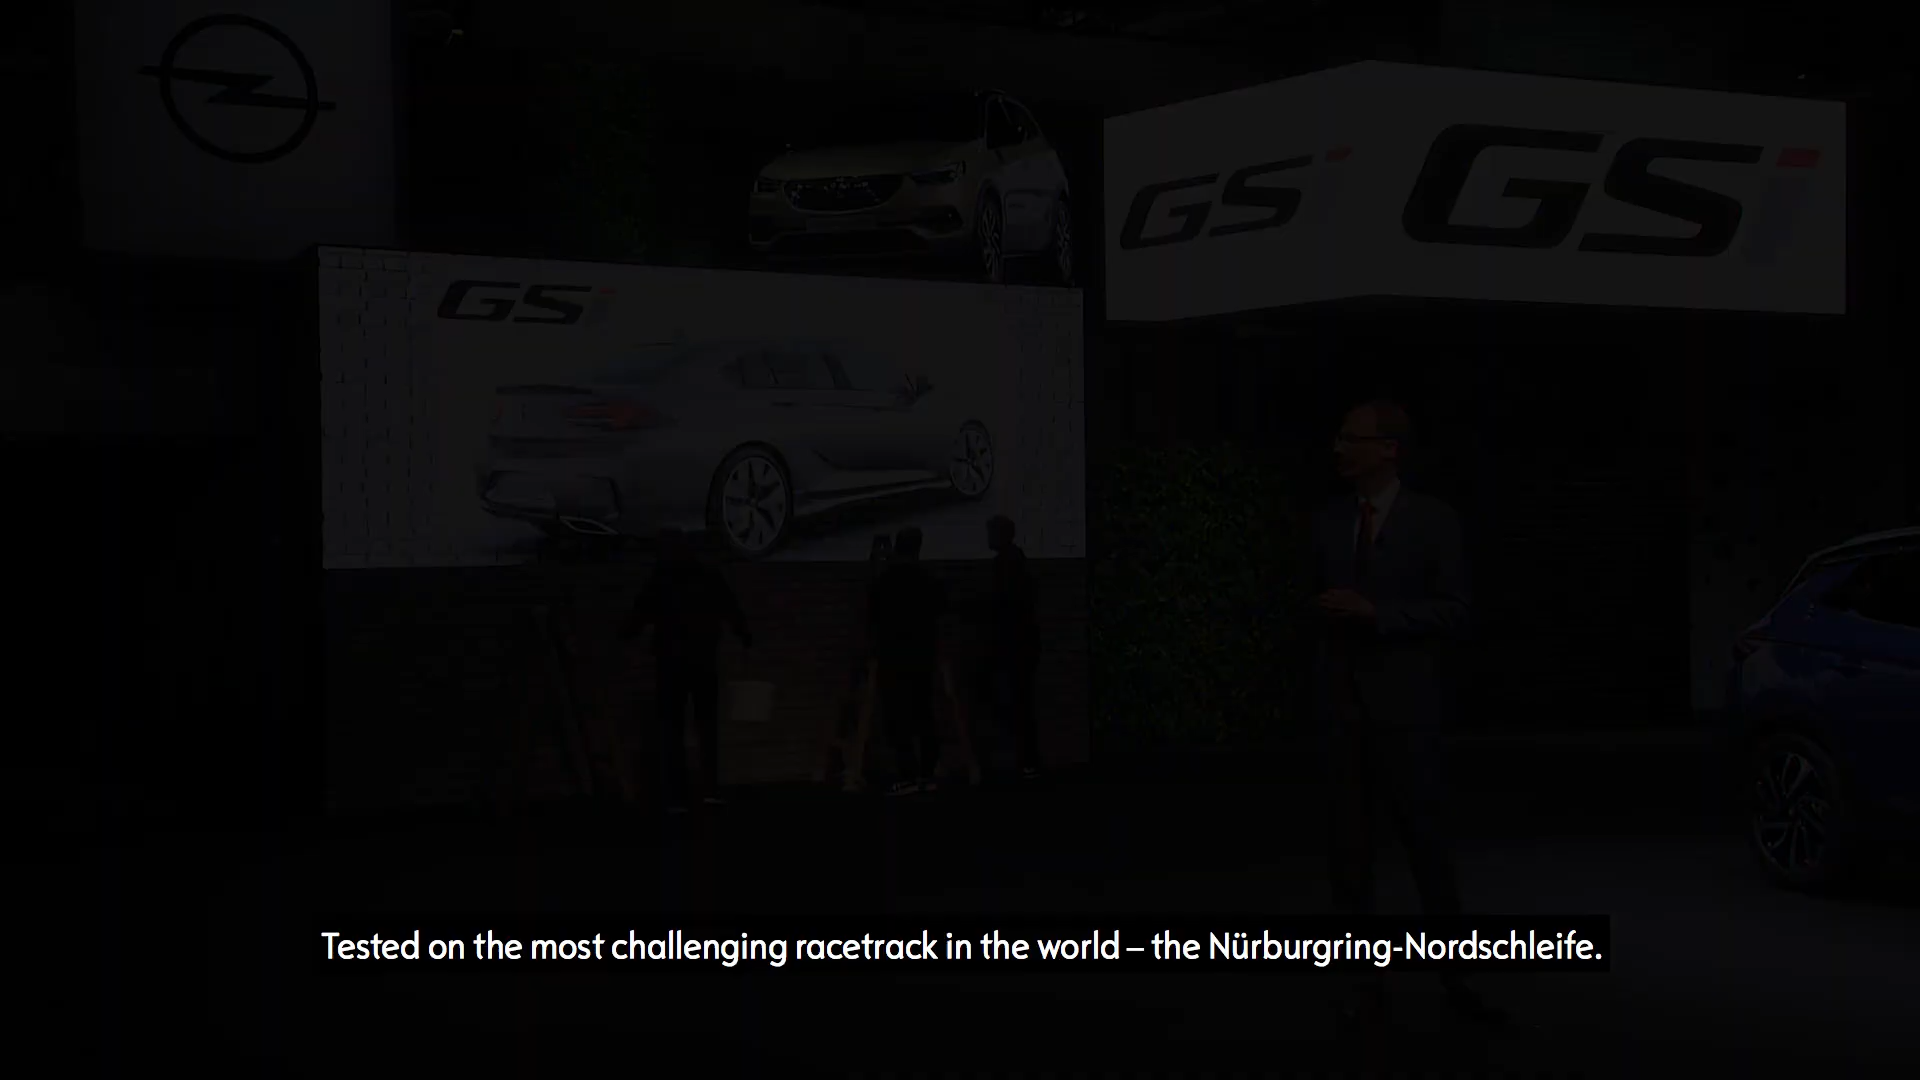 GSi
GSi
GSi
Tested on the most challenging racetrack in the world – the Nürburgring-Nordschleife.